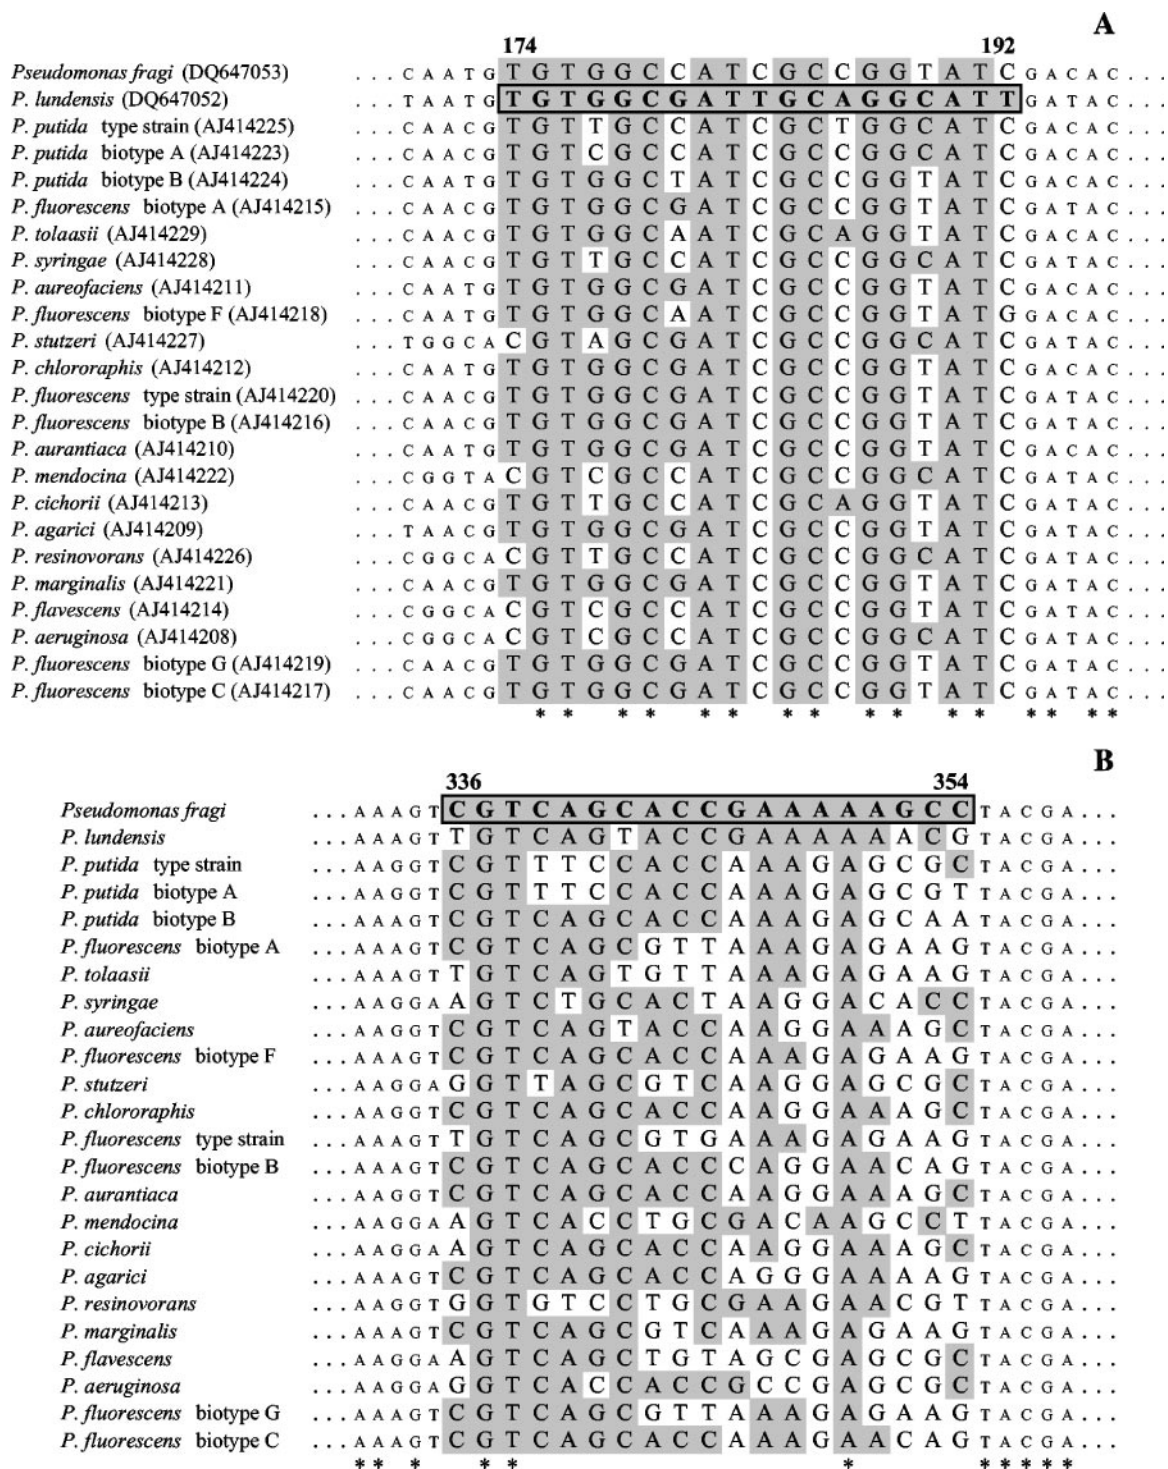 A
174 192
Pseudomonas fragi (DQ647053) ...CAATGTGTGGCCATCGCCGGTATCGACAC...
P. lundensis (DQ647052) ...TAATGTGTGGCGATTGCAGGCATTGATAC...
P. putida type strain (AJ414225) ...CAACGTGTTGCCATCGCTGGCATCGACAC...
P. putida biotype A (AJ414223) ...CAACGTGTCGCCATCGCCGGCATCGACAC...
P. putida biotype B (AJ414224) ...CAATGTGTGGCTATCGCCGGTATCGACAC...
P. fluorescens biotype A (AJ414215) ...CAACGTGTGGCGATCGCCGGTATCGATAC...
P. tolaasii (AJ414229) ...CAACGTGTGGCAATCGCAGGTATCGACAC...
P. syringae (AJ414228) ...CAACGTGTTGCCATCGCCGGCATCGATAC...
P. aureofaciens (AJ414211) ...CAATGTGTGGCGATCGCCGGTATCGACAC...
P. fluorescens biotype F (AJ414218) ...CAATGTGTGGCAATCGCCGGTATGGACAC...
P. stutzeri (AJ414227) ...TGGCACGTAGCGATCGCCGGCATCGATAC...
P. chlororaphis (AJ414212) ...CAATGTGTGGCGATCGCCGGTATCGACAC...
P. fluorescens type strain (AJ414220) ...CAACGTGTGGCGATCGCCGGTATCGATAC...
P. fluorescens biotype B (AJ414216) ...CAACGTGTGGCGATCGCCGGTATCGATAC...
P. aurantiaca (AJ414210) ...CAATGTGTGGCGATCGCCGGTATCGACAC...
P. mendocina (AJ414222) ...CGGTACGTCGCCATCGCCGGCATCGATAC...
P. cichorii (AJ414213) ...CAACGTGTTGCCATCGCAGGTATCGATAC...
P. agarici (AJ414209) ...TAACGTGTGGCGATCGCCGGTATCGATAC...
P. resinovorans (AJ414226) ...CGGCACGTTGCCATCGCCGGCATCGATAC...
P. marginalis (AJ414221) ...CAACGTGTGGCGATCGCCGGTATCGATAC...
P. flavescens (AJ414214) ...CGGCACGTCGCCATCGCCGGTATCGATAC...
P. aeruginosa (AJ414208) ...CGGCACGTCGCCATCGCCGGCATCGATAC...
P. fluorescens biotype G (AJ414219) ...CAACGTGTGGCGATCGCCGGTATCGATAC...
P. fluorescens biotype C (AJ414217) ...CAACGTGTGGCGATCGCCGGTATCGATAC...
* * * * * * * * * * * * * * * *
B
336 354
Pseudomonas fragi ...AAAGTCGTCAGCACCGAAAAAGCCTACGA...
P. lundensis ...AAAGTTGTCAGTACCGAAAAAACGTACGA...
P. putida type strain ...AAGGTCGTTTCCACCAAAGAGCGCTACGA...
P. putida biotype A ...AAGGTCGTTTCCACCAAAGAGCGTTACGA...
P. putida biotype B ...AAGGTCGTCAGCACCAAAGAGCAATACGA...
P. fluorescens biotype A ...AAAGTCGTCAGCGTTAAAGAGAAGTACGA...
P. tolaasii ...AAAGTTGTCAGTGTTAAAGAGAAGTACGA...
P. syringae ...AAGGAAGTCTGCACTAAGGACACCTACGA...
P. aureofaciens ...AAGGTCGTCAGTACCAAGGAAAGCTACGA...
P. fluorescens biotype F ...AAAGTCGTCAGCACCAAAGAGAAGTACGA...
P. stutzeri ...AAGGAGGTTAGCGTCAAGGAGCGCTACGA...
P. chlororaphis ...AAGGTCGTCAGCACCAAGGAAAGCTACGA...
P. fluorescens type strain ...AAAGTTGTCAGCGTGAAAGAGAAGTACGA...
P. fluorescens biotype B ...AAAGTCGTCAGCACCCAGGAACAGTACGA...
P. aurantiaca ...AAGGTCGTCAGCACCAAGGAAAGCTACGA...
P. mendocina ...AAGGAAGTCACCTGCGACAAGCCTTACGA...
P. cichorii ...AAGGAAGTCAGCACCAAGGAAAGCTACGA...
P. agarici ...AAAGTCGTCAGCACCAGGGAAAAGTACGA...
P. resinovorans ...AAGGTGGTGTCCTGCGAAGAACGTTACGA...
P. marginalis ...AAAGTCGTCAGCGTCAAAGAGAAGTACGA...
P. flavescens ...AAGGAAGTCAGCTGTAGCGAGCGCTACGA...
P. aeruginosa ...AAGGAGGTCACCACCGCCGAGCGCTACGA...
P. fluorescens biotype G ...AAAGTCGTCAGCGTTAAAGAGAAGTACGA...
P. fluorescens biotype C ...AAAGTCGTCAGCACCAAAGAACAGTACGA...
* * * * * * * * * * *